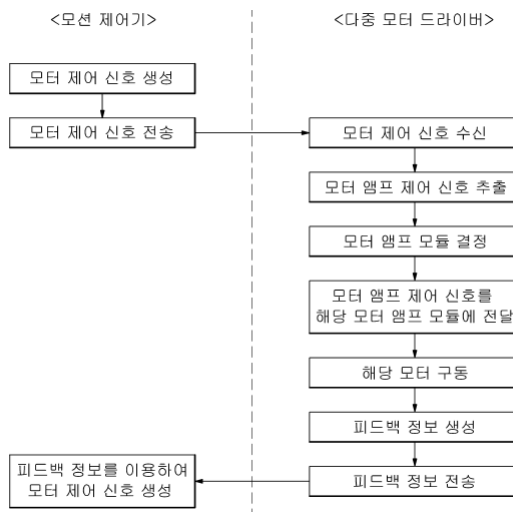 <모션 제어기>
<다중 모터 드라이버>
모터 제어 신호 생성
모터 제어 신호 전송
모터 제어 신호 수신
모터 앰프 제어 신호 추출
모터 앰프 모듈 결정
모터 앰프 제어 신호를
해당 모터 앰프 모듈에 전달
해당 모터 구동
피드백 정보 생성
피드백 정보 전송
피드백 정보를 이용하여
모터 제어 신호 생성